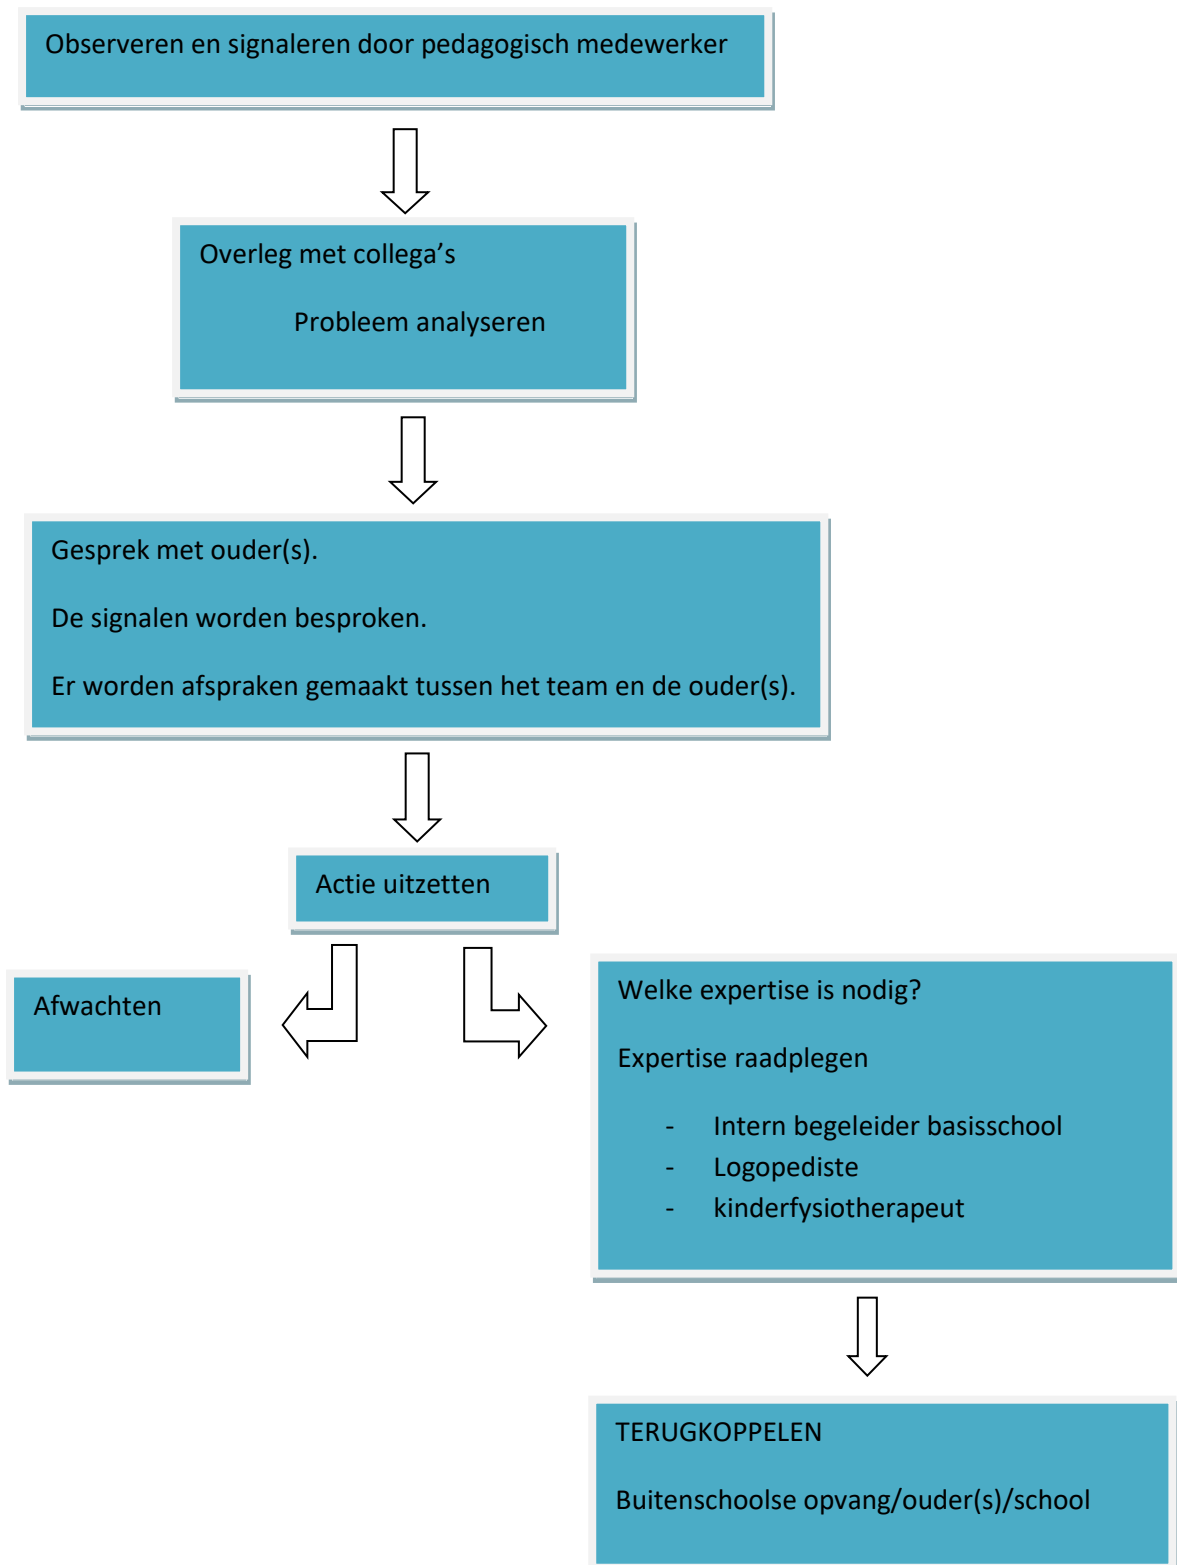 Observeren en signaleren door pedagogisch medewerker
Overleg met collega’s
Probleem analyseren
Gesprek met ouder(s).
De signalen worden besproken.
Er worden afspraken gemaakt tussen het team en de ouder(s).
Actie uitzetten
Afwachten
Welke expertise is nodig?
Expertise raadplegen
- Intern begeleider basisschool
- Logopediste
- kinderfysiotherapeut
TERUGKOPPELEN
Buitenschoolse opvang/ouder(s)/school